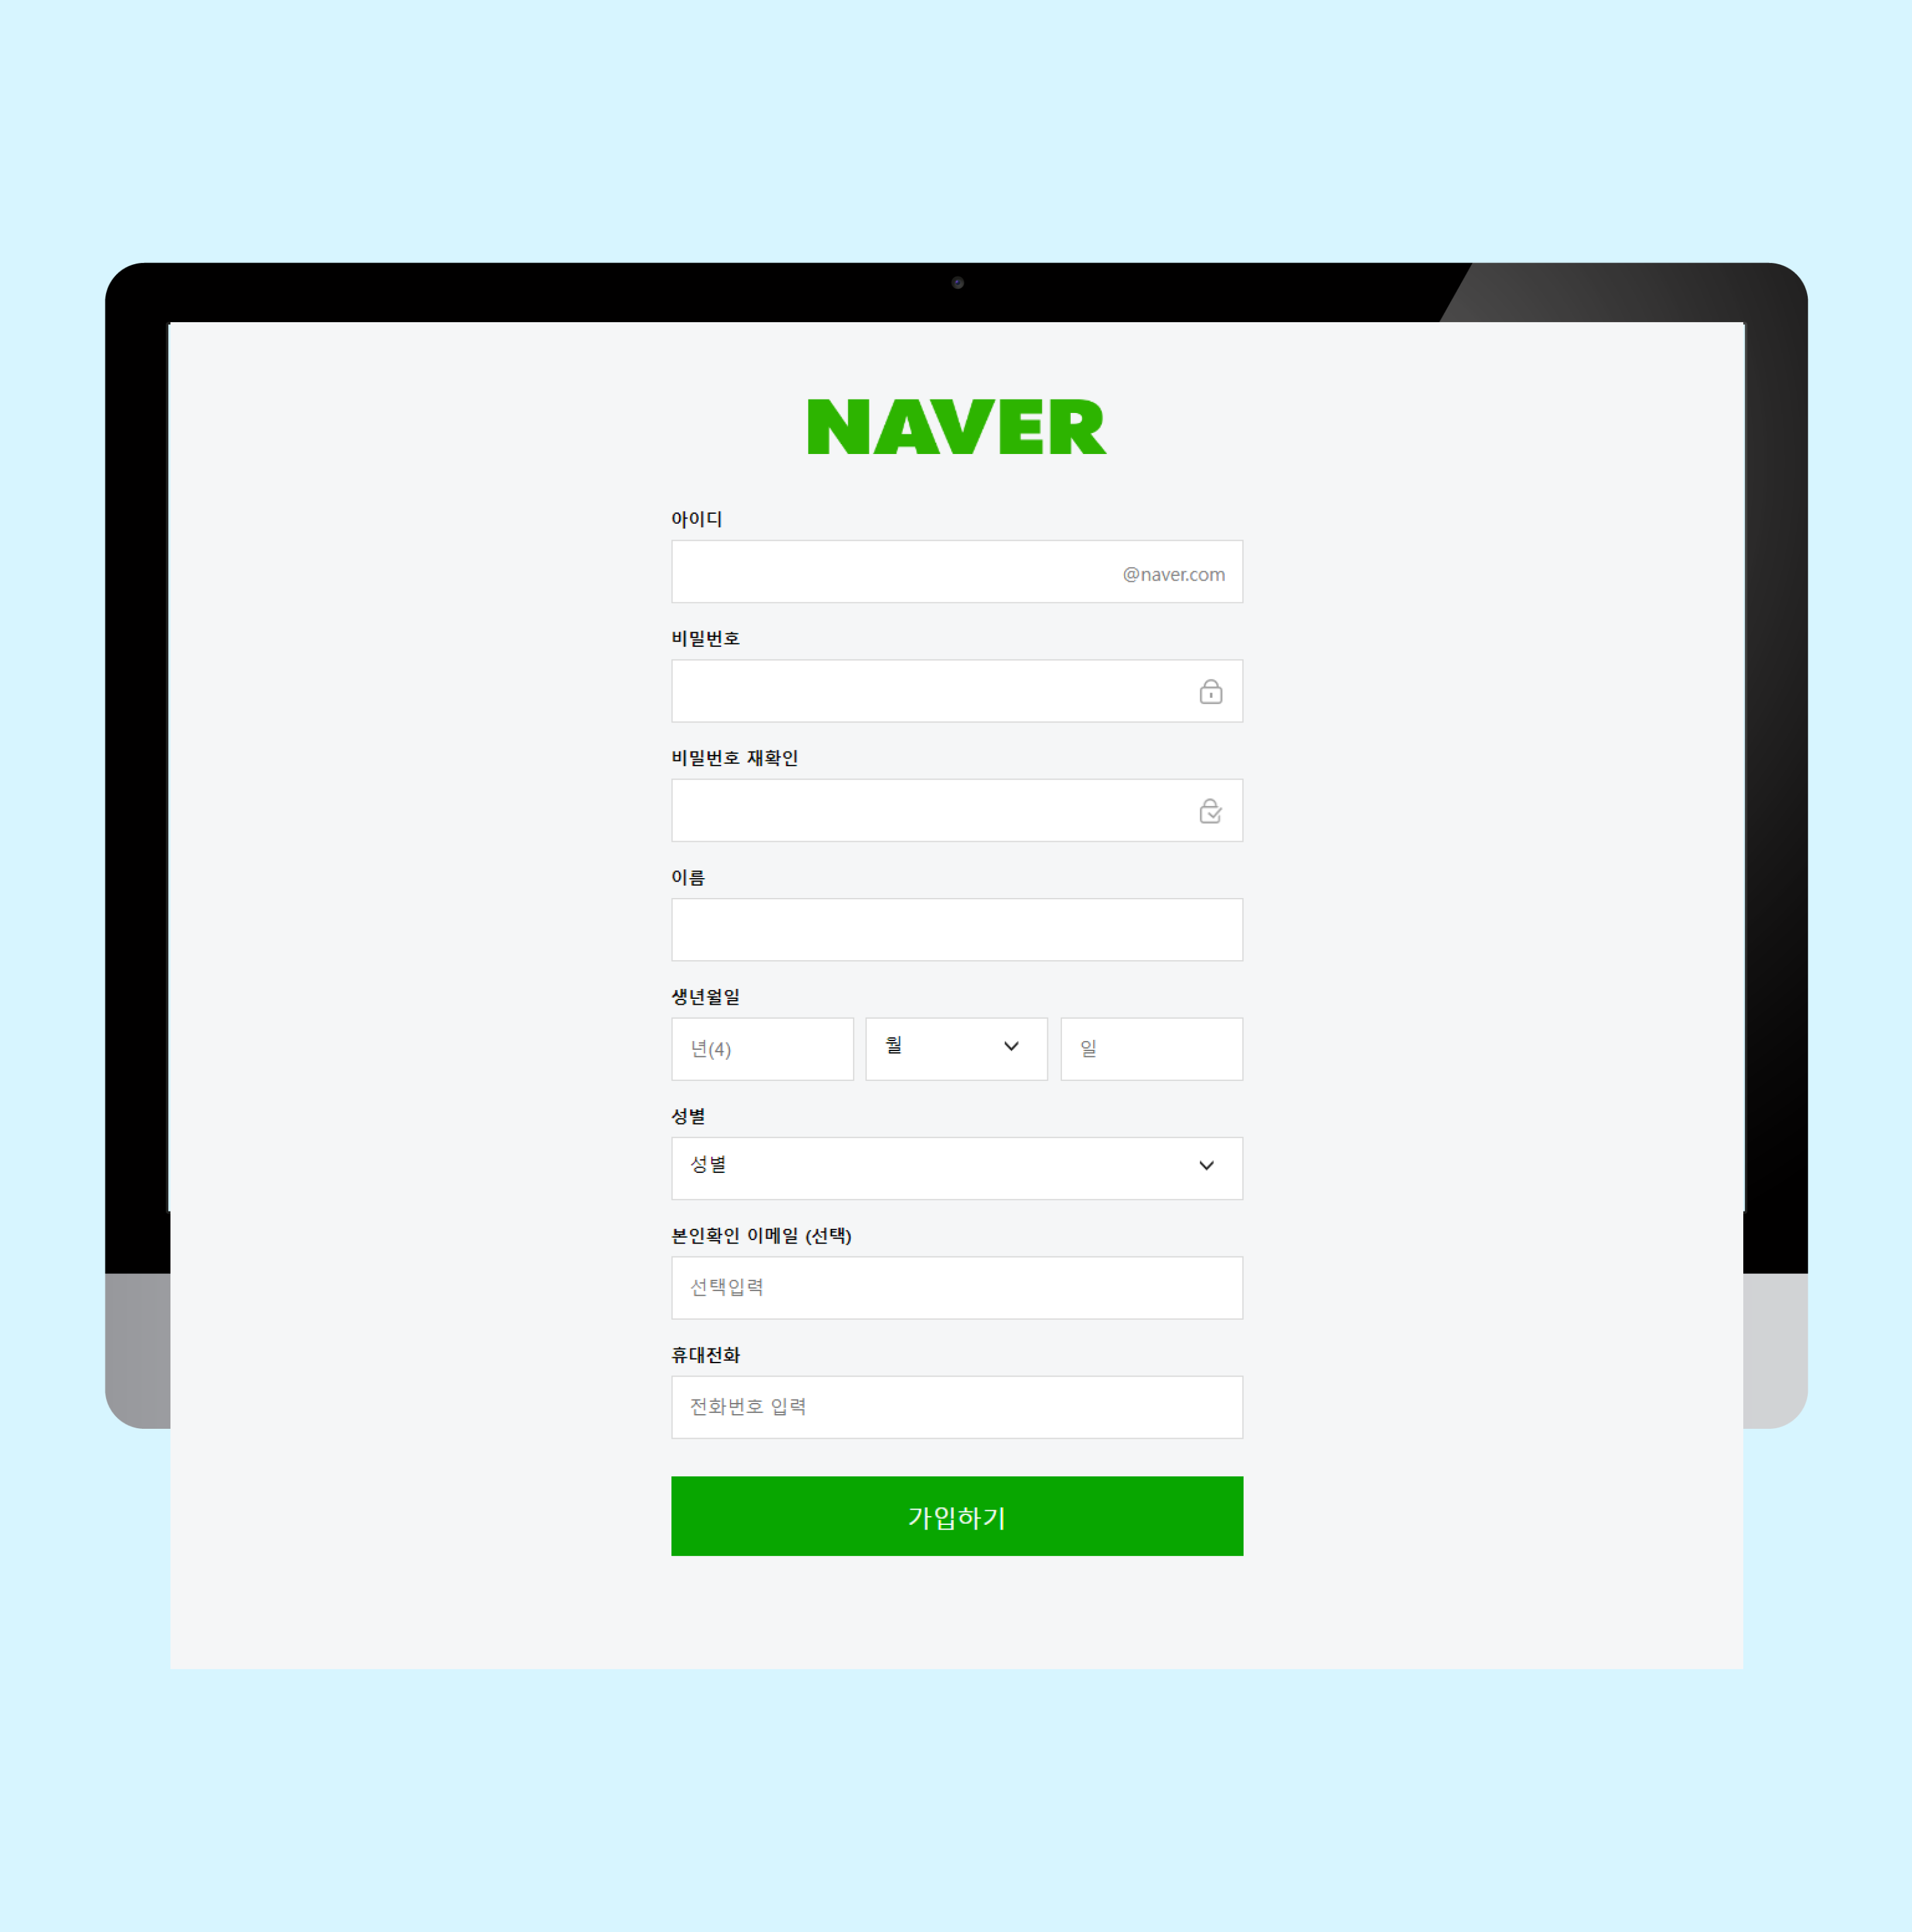 NAVER
아이디
@naver.com
비밀번호
비밀번호 재확인
이름
생년월일
년(4) 월 일
성별
성별
본인확인 이메일 (선택)
선택입력
휴대전화
전화번호 입력
가입하기